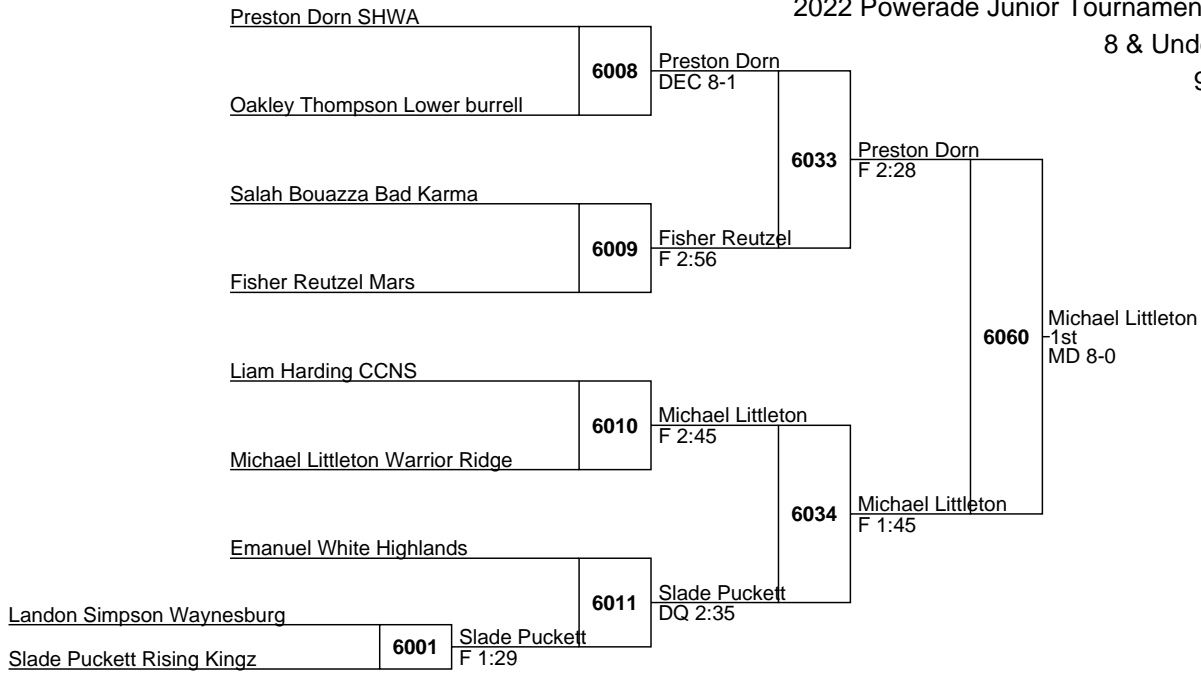 2022 Powerade Junior Tournamen
8 & Und
9
Preston Dorn SHWA
6008
Preston Dorn
DEC 8-1
Oakley Thompson Lower burrell
6033
Preston Dorn
F 2:28
Salah Bouazza Bad Karma
6009
Fisher Reutzel
F 2:56
Fisher Reutzel Mars
6060
Michael Littleton
1st
MD 8-0
Liam Harding CCNS
6010
Michael Littleton
F 2:45
Michael Littleton Warrior Ridge
6034
Michael Littleton
F 1:45
Emanuel White Highlands
6011
Slade Puckett
DQ 2:35
Landon Simpson Waynesburg
6001
Slade Puckett
F 1:29
Slade Puckett Rising Kingz